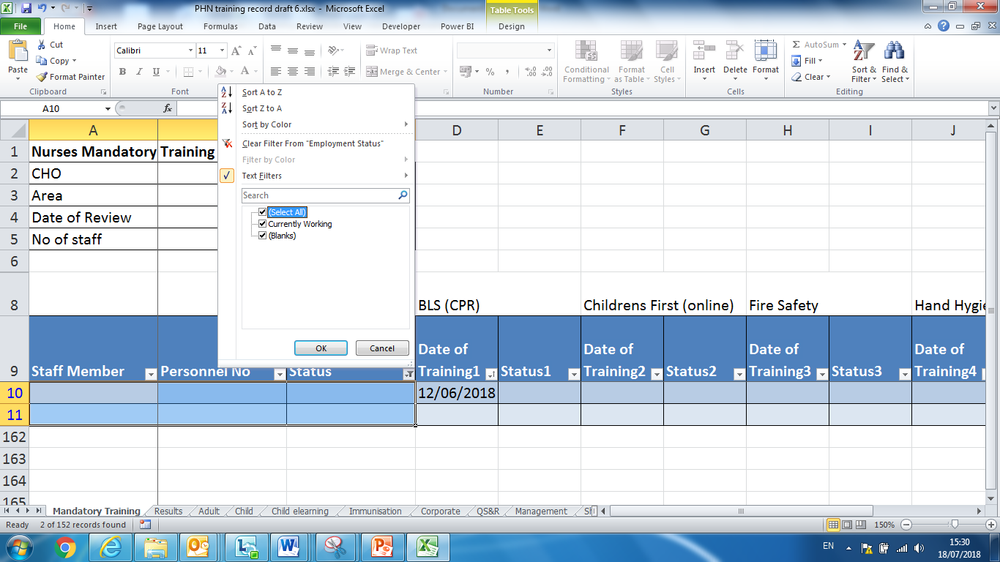 PHN training record draft 6.xlsx - Microsoft Excel
Table Tools
File Home Insert Page Layout Formulas Data Review View Developer Power BI Design
Paste
Cut
Copy
Format Painter
Clipboard
Calibri 11
B I U
Font
Wrap Text
Merge & Center
Number
Conditional Formatting
Format as Table
Cell Styles
Styles
Insert Delete Format
Cells
AutoSum
Fill
Clear
Sort & Filter
Find & Select
Editing
A10 fx
Sort A to Z
Sort Z to A
Sort by Color
Clear Filter From "Employment Status"
Filter by Color
Text Filters
Search
(Select All)
Currently Working
(Blanks)
OK Cancel
A D E F G H I J
1 Nurses Mandatory Training
2 CHO
3 Area
4 Date of Review
5 No of staff
6
8 BLS (CPR) Childrens First (online) Fire Safety Hand Hygie
9 Staff Member Personnel No Status Date of Training1 Status1 Date of Training2 Status2 Date of Training3 Status3 Date of Training4
10 12/06/2018
11
162
163
164
165
Mandatory Training Results Adult Child Child elearning Immunisation Corporate QS&R Management
Ready 2 of 152 records found 150%
EN 15:30
18/07/2018